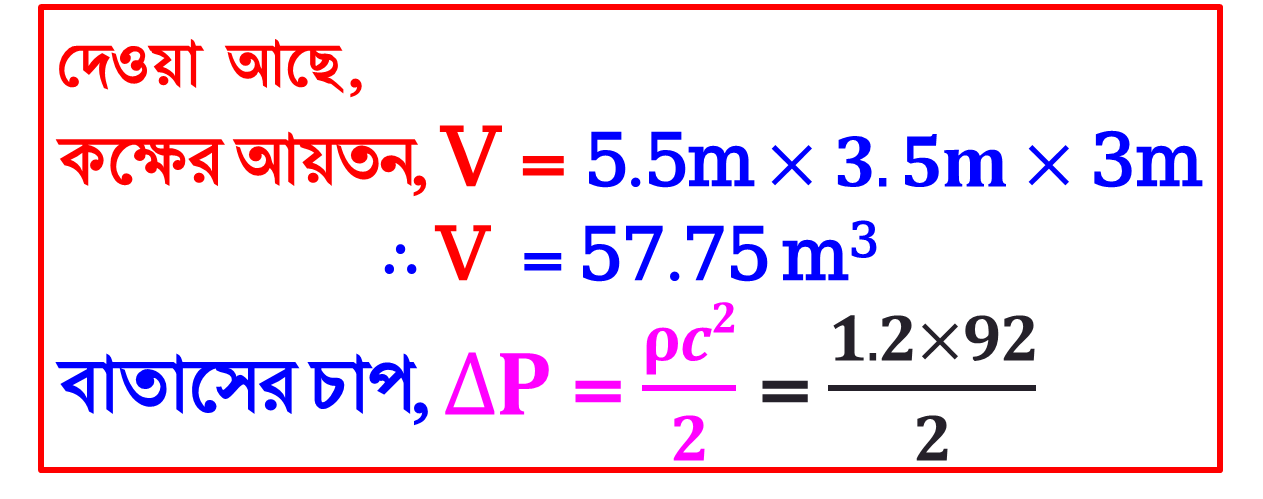 দেওয়া আছে,
কক্ষের আয়তন, V = 5.5m × 3.5m × 3m
∴ V = 57.75 m³
বাতাসের চাপ, ΔP = ρc²/2 = 1.2×92/2